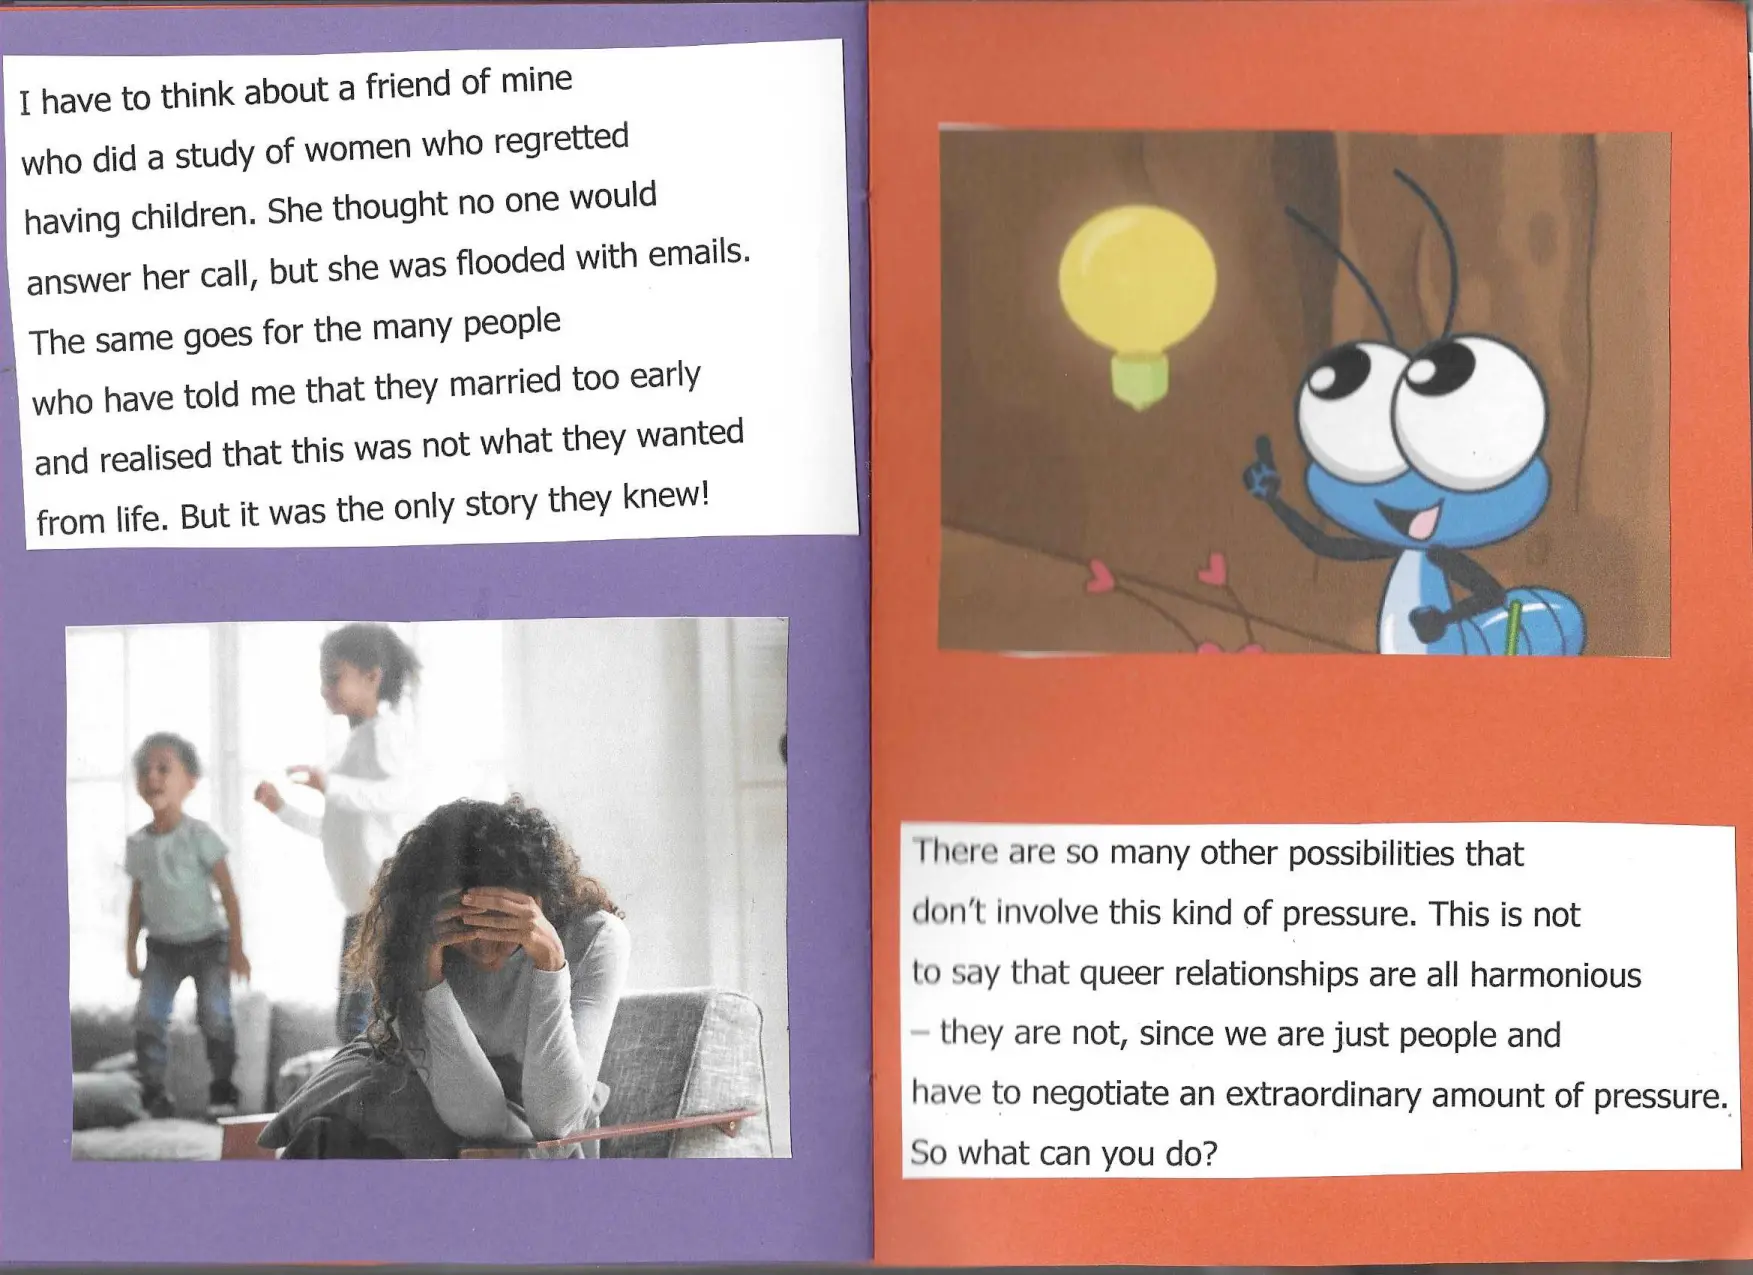 I have to think about a friend of mine
who did a study of women who regretted
having children. She thought no one would
answer her call, but she was flooded with emails.
The same goes for the many people
who have told me that they married too early
and realised that this was not what they wanted
from life. But it was the only story they knew!
There are so many other possibilities that
don't involve this kind of pressure. This is not
to say that queer relationships are all harmonious
– they are not, since we are just people and
have to negotiate an extraordinary amount of pressure.
So what can you do?